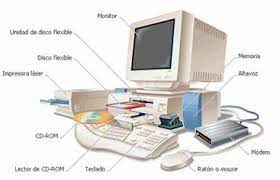 Monitor
Unidad de disco flexible
Disco flexible
Impresora láser
Memoria
Altavoz
CD-ROM
Lector de CD-ROM
Teclado
Ratón o mouse
Módem